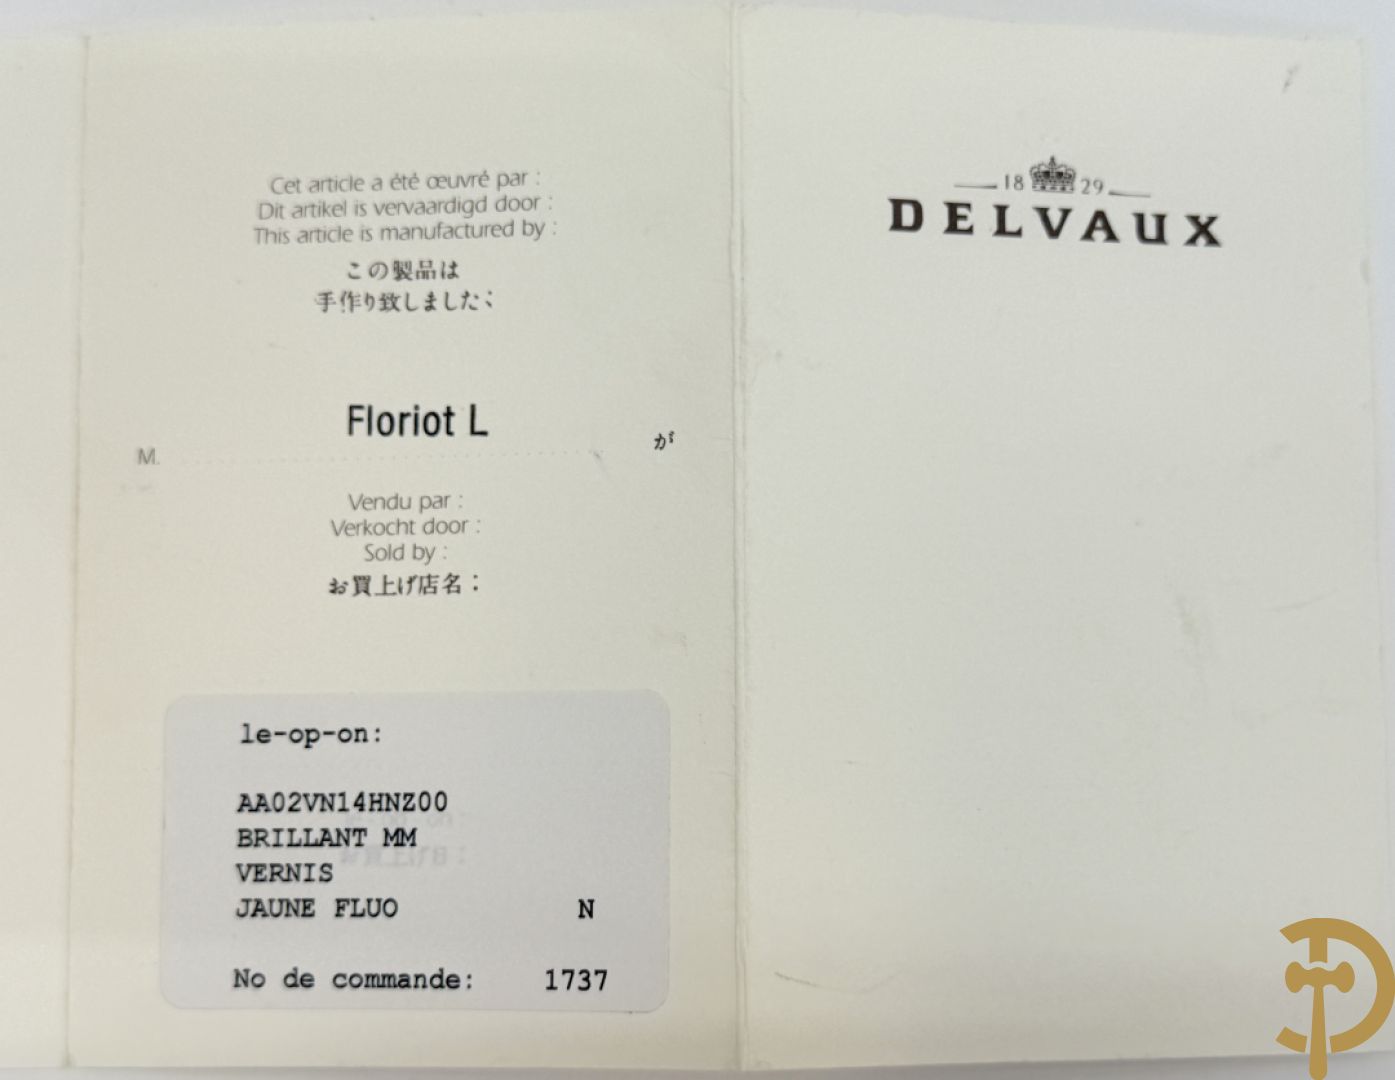 Cet article a été œuvré par :
Dit artikel is vervaardigd door :
This article is manufactured by :
この製品は
手作り致しました:
Floriot L
M.
が
Vendu par :
Verkocht door :
Sold by :
お買上げ店名：
le-op-on:
AA02VN14HNZ00
BRILLANT MM
VERNIS
JAUNE FLUO N
No de commande: 1737
18 29
DELVAUX